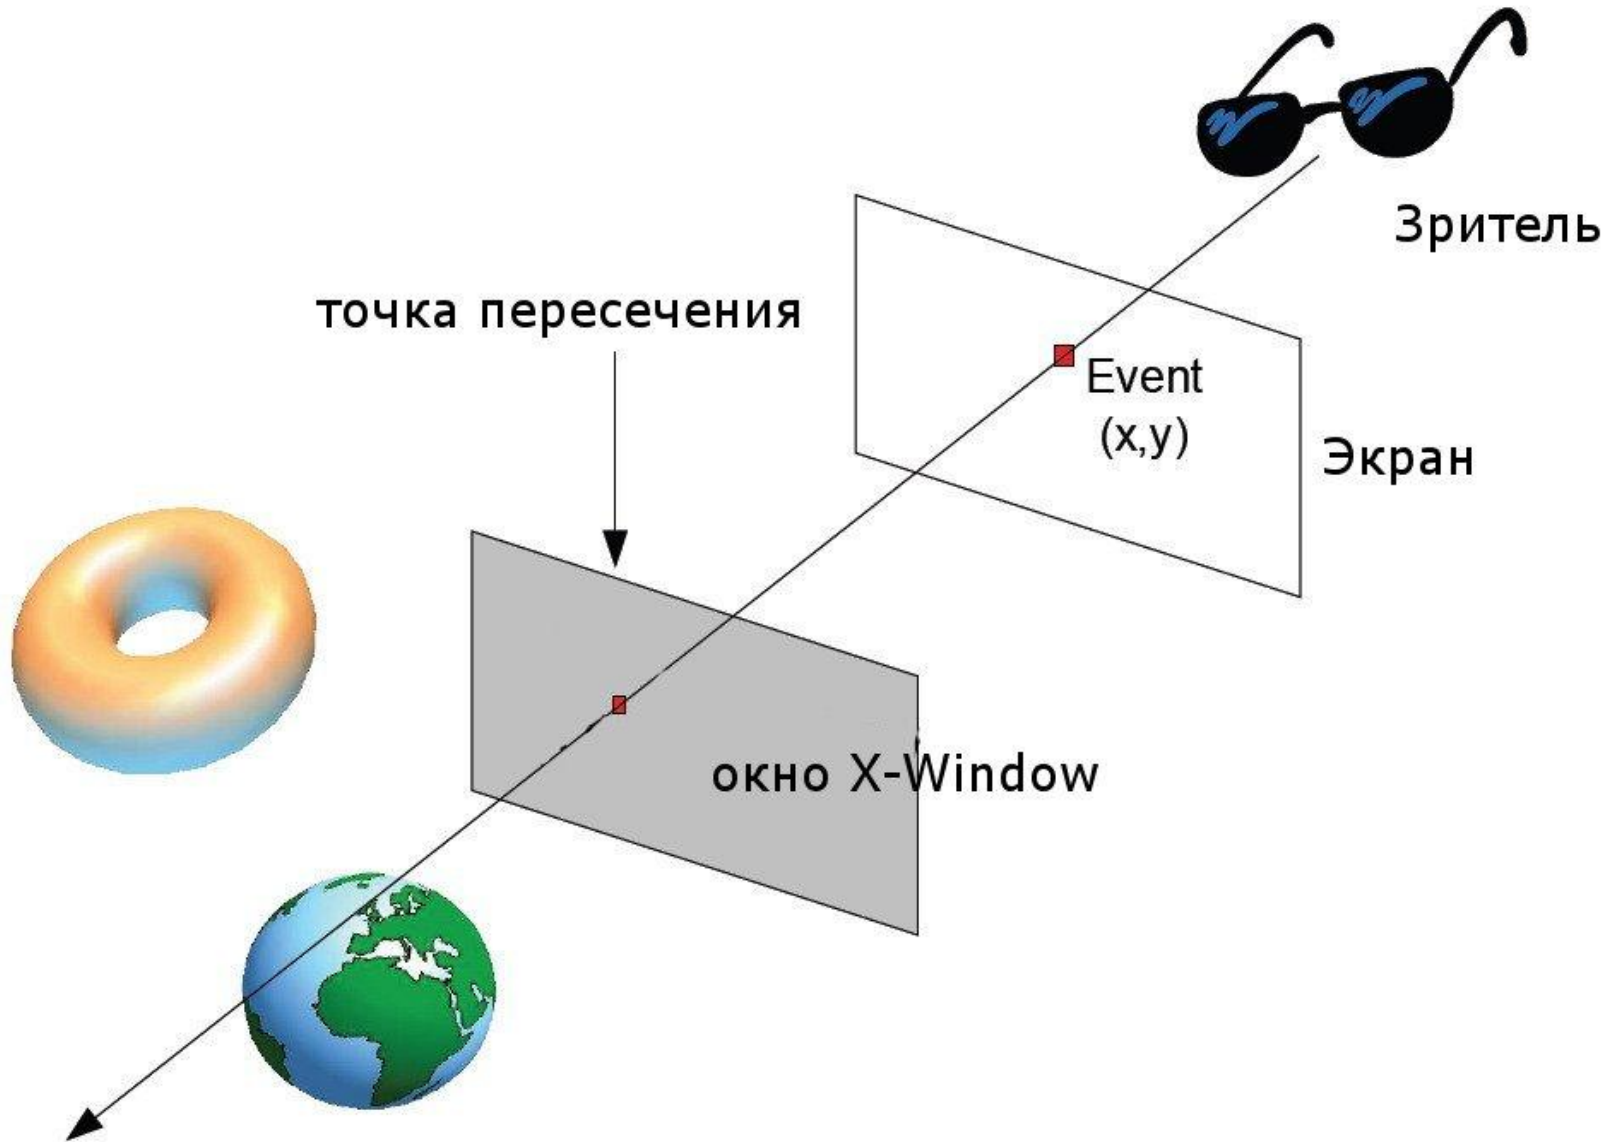 Зритель
точка пересечения
Event
(x,y)
Экран
окно X-Window